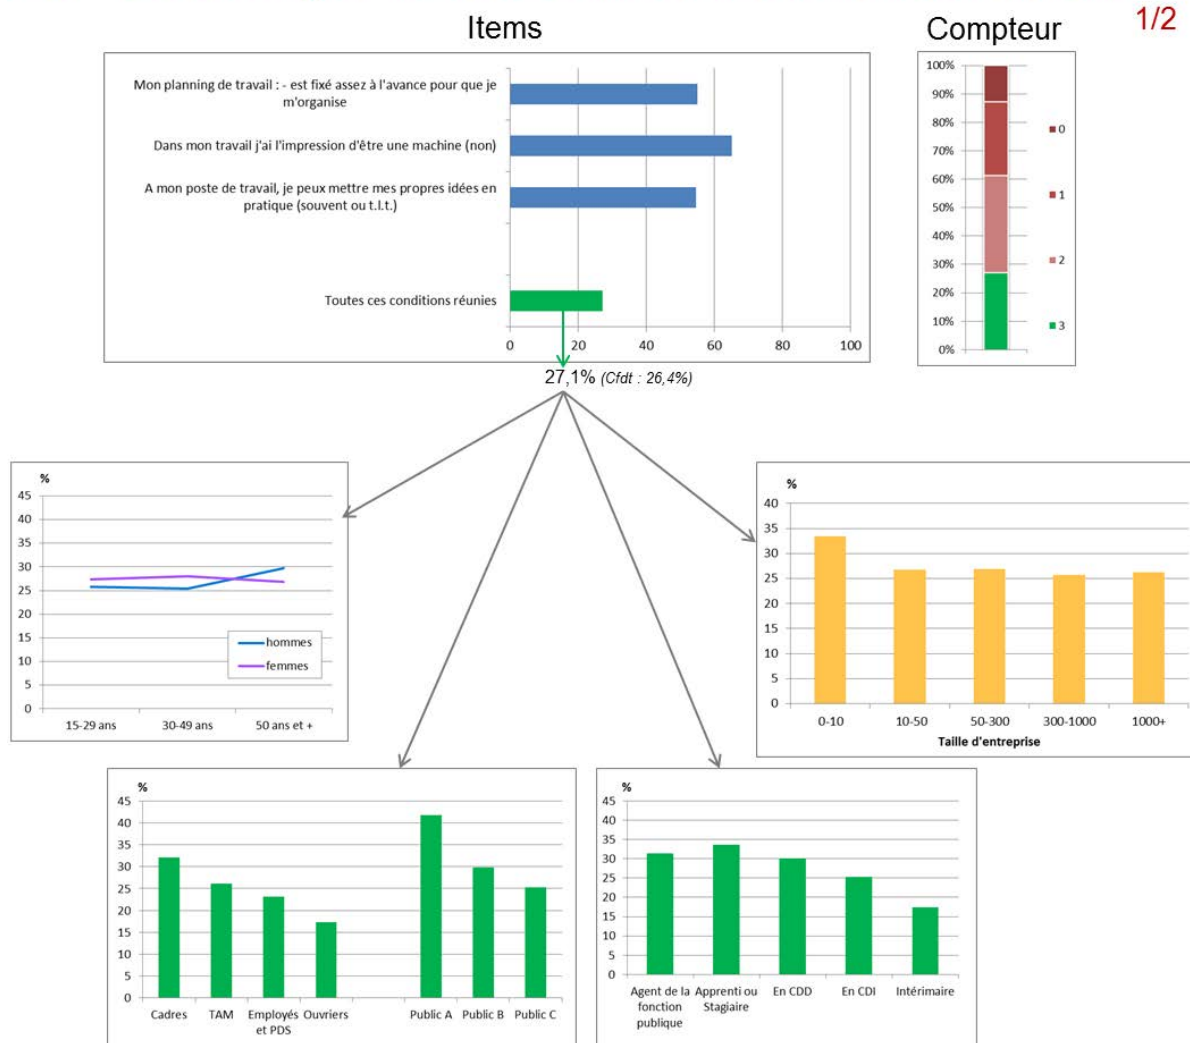 Items
Compteur
1/2
Mon planning de travail : - est fixé assez à l'avance pour que je
m'organise
Dans mon travail j'ai l'impression d'être une machine (non)
A mon poste de travail, je peux mettre mes propres idées en
pratique (souvent ou t.l.t.)
Toutes ces conditions réunies
0 20 40 60 80 100
100%
90%
80%
70%
60%
50%
40%
30%
20%
10%
0%
0
1
2
3
27,1% (Cfdt : 26,4%)
%
45
40
35
30
25
20
15
10
5
0
hommes
femmes
15-29 ans 30-49 ans 50 ans et +
%
40
35
30
25
20
15
10
5
0
0-10 10-50 50-300 300-1000 1000+
Taille d'entreprise
%
45
40
35
30
25
20
15
10
5
0
Cadres TAM Employés Ouvriers Public A Public B Public C
et PDS
%
45
40
35
30
25
20
15
10
5
0
Agent de la Apprenti ou En CDD En CDI Intérimaire
fonction Stagiaire
publique